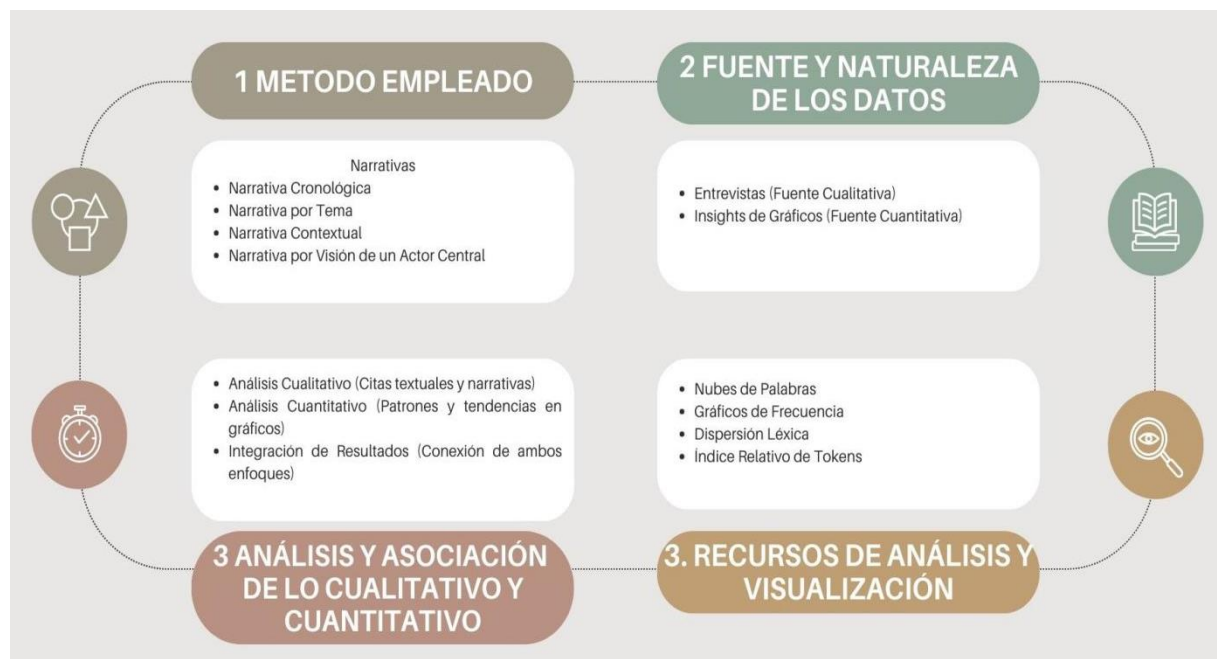 1 METODO EMPLEADO
Narrativas
• Narrativa Cronológica
• Narrativa por Tema
• Narrativa Contextual
• Narrativa por Visión de un Actor Central
2 FUENTE Y NATURALEZA
DE LOS DATOS
• Entrevistas (Fuente Cualitativa)
• Insights de Gráficos (Fuente Cuantitativa)
• Análisis Cualitativo (Citas textuales y narrativas)
• Análisis Cuantitativo (Patrones y tendencias en
gráficos)
• Integración de Resultados (Conexión de ambos
enfoques)
3 ANÁLISIS Y ASOCIACIÓN
DE LO CUALITATIVO Y
CUANTITATIVO
• Nubes de Palabras
• Gráficos de Frecuencia
• Dispersión Léxica
• Índice Relativo de Tokens
3. RECURSOS DE ANÁLISIS Y
VISUALIZACIÓN